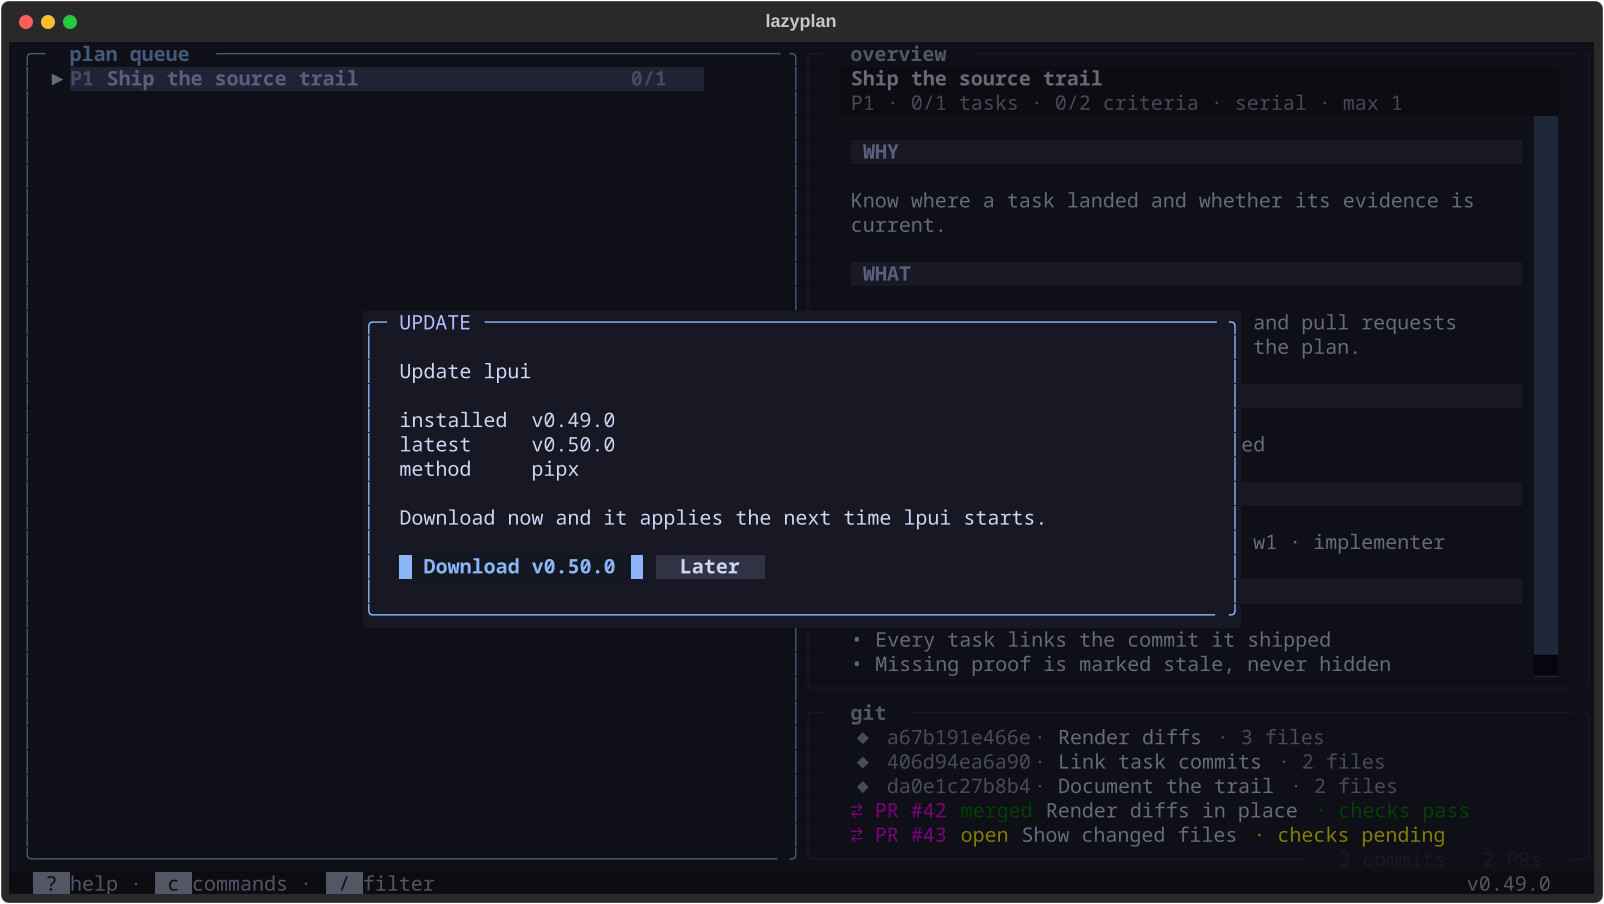 lazyplan
plan queue
▶ P1 Ship the source trail 0/1
overview
Ship the source trail
P1 · 0/1 tasks · 0/2 criteria · serial · max 1
WHY
Know where a task landed and whether its evidence is
current.
WHAT
and pull requests
the plan.
ed
w1 · implementer
• Every task links the commit it shipped
• Missing proof is marked stale, never hidden
UPDATE
Update lpui
installed v0.49.0
latest v0.50.0
method pipx
Download now and it applies the next time lpui starts.
Download v0.50.0
Later
git
◆ a67b191e466e · Render diffs · 3 files
◆ 406d94ea6a90 · Link task commits · 2 files
◆ da0e1c27b8b4 · Document the trail · 2 files
⇄ PR #42 merged Render diffs in place · checks pass
⇄ PR #43 open Show changed files · checks pending
3 commits · 2 PRs
? help · c commands · / filter
v0.49.0